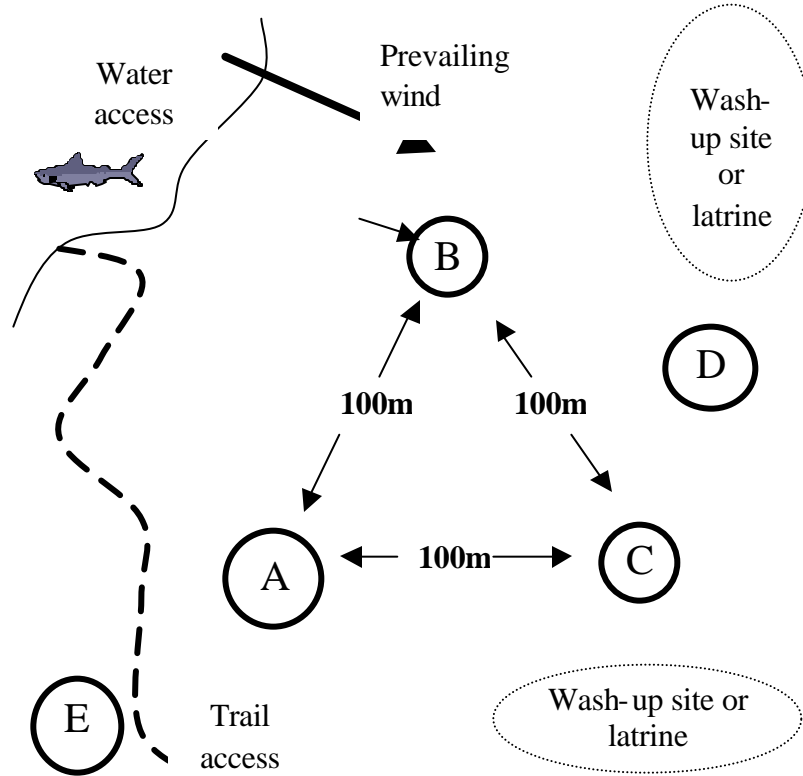 Water
access
Prevailing
wind
Wash-
up site
or
latrine
B
D
100m
100m
A
100m
C
E
Trail
access
Wash-up site or
latrine